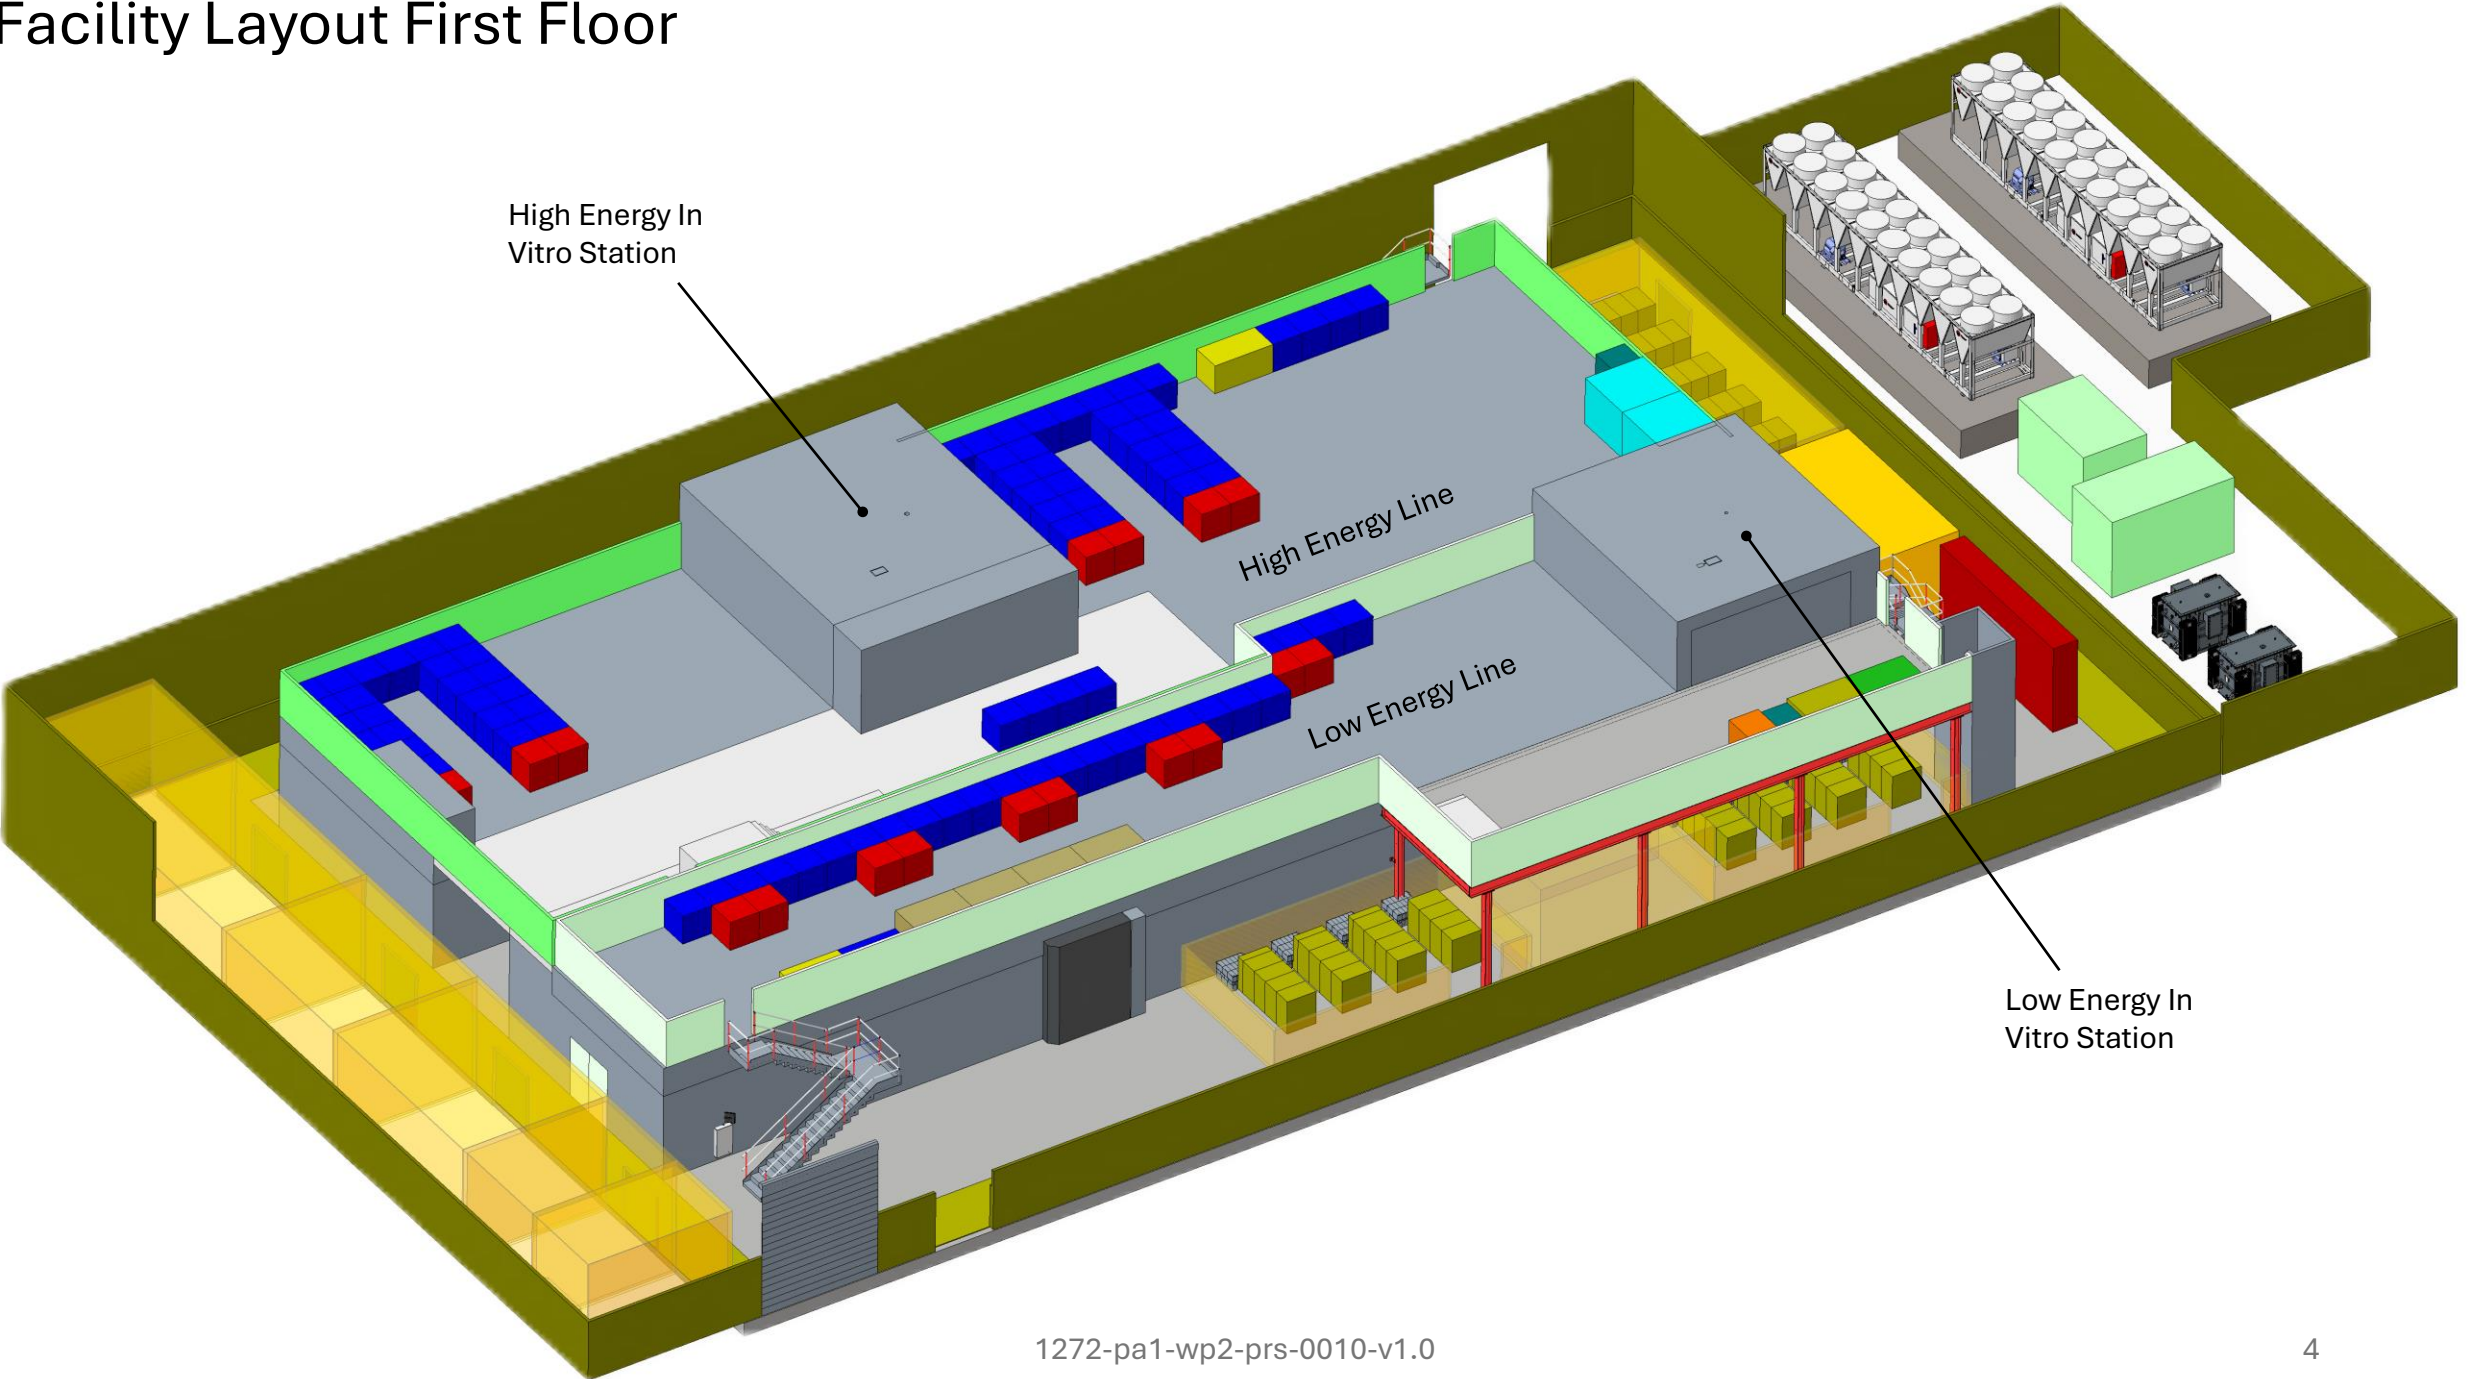 Facility Layout First Floor
High Energy In
Vitro Station
High Energy Line
Low Energy Line
Low Energy In
Vitro Station
1272-pa1-wp2-prs-0010-v1.0
4